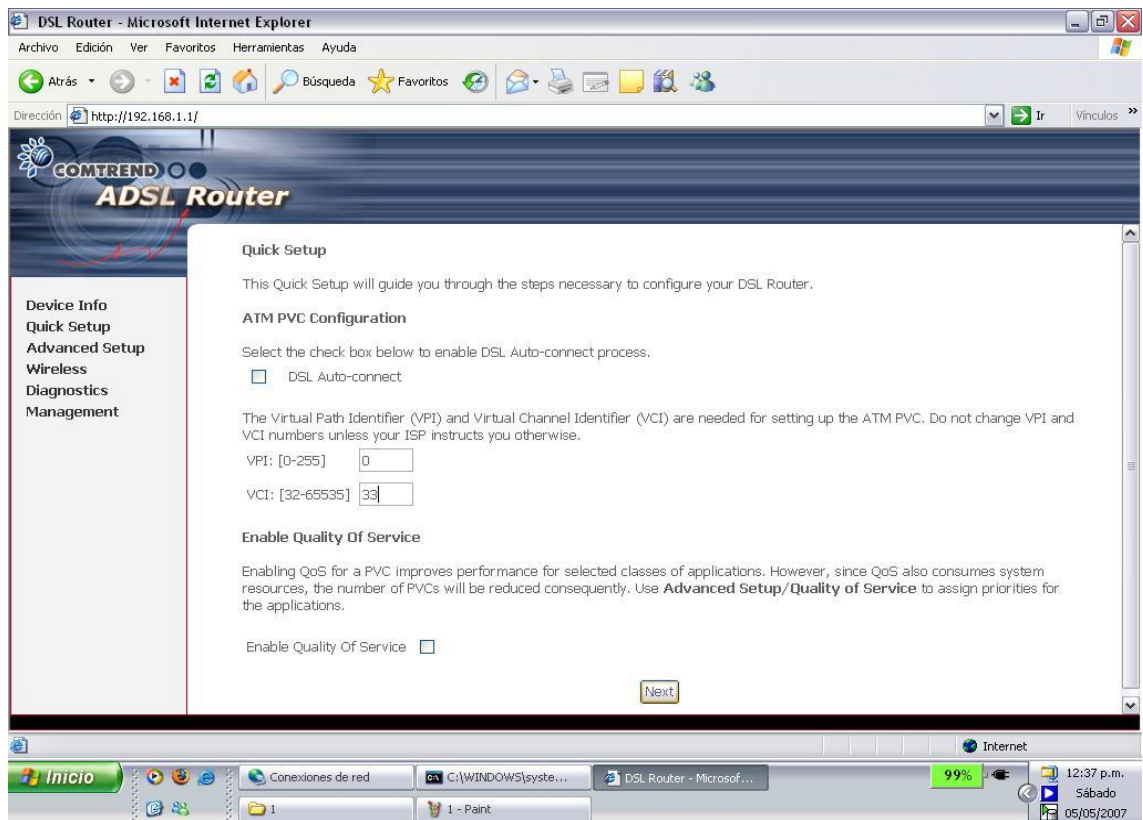 DSL Router - Microsoft Internet Explorer
Archivo Edición Ver Favoritos Herramientas Ayuda
Atrás Búsqueda Favoritos
Dirección http://192.168.1.1/ Ir Vínculos »
COMTREND
ADSL Router
Device Info
Quick Setup
Advanced Setup
Wireless
Diagnostics
Management
Quick Setup
This Quick Setup will guide you through the steps necessary to configure your DSL Router.
ATM PVC Configuration
Select the check box below to enable DSL Auto-connect process.
DSL Auto-connect
The Virtual Path Identifier (VPI) and Virtual Channel Identifier (VCI) are needed for setting up the ATM PVC. Do not change VPI and
VCI numbers unless your ISP instructs you otherwise.
VPI: [0-255] 0
VCI: [32-65535] 33
Enable Quality Of Service
Enabling QoS for a PVC improves performance for selected classes of applications. However, since QoS also consumes system
resources, the number of PVCs will be reduced consequently. Use Advanced Setup/Quality of Service to assign priorities for
the applications.
Enable Quality Of Service
Next
Internet
Inicio Conexiones de red C:\WINDOWS\syste... DSL Router - Microsof... 99% 12:37 p.m.
Sábado
1 1 - Paint 05/05/2007